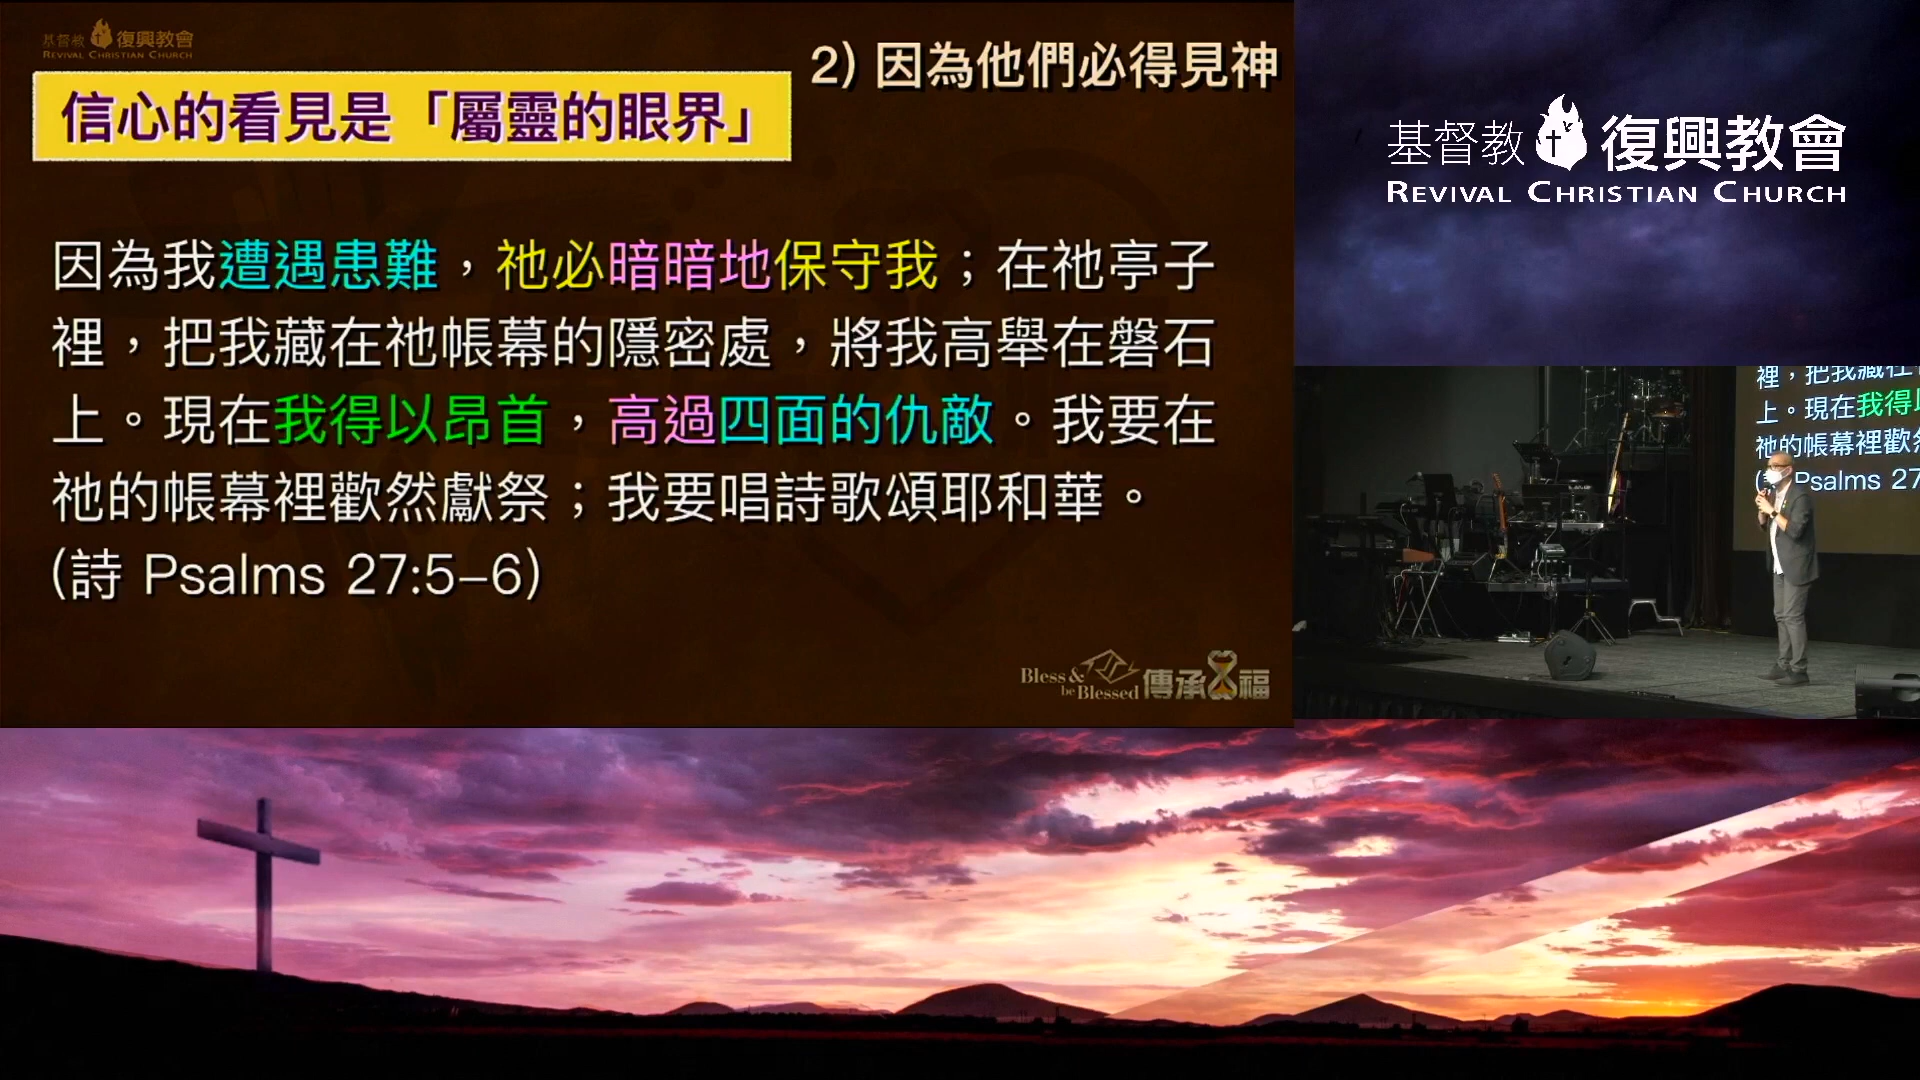 基督教 復興教會
REVIVAL CHRISTIAN CHURCH
2) 因為他們必得見神
信心的看見是「屬靈的眼界」
因為我遭遇患難，祂必暗暗地保守我；在祂亭子
裡，把我藏在祂帳幕的隱密處，將我高舉在磐石
上。現在我得以昂首，高過四面的仇敵。我要在
祂的帳幕裡歡然獻祭；我要唱詩歌頌耶和華。
(詩 Psalms 27:5–6)
Bless &
be Blessed 傳承 福
基督教 復興教會
REVIVAL CHRISTIAN CHURCH
裡，把我藏在
上。現在我得以
祂的帳幕裡歡然
Psalms 27